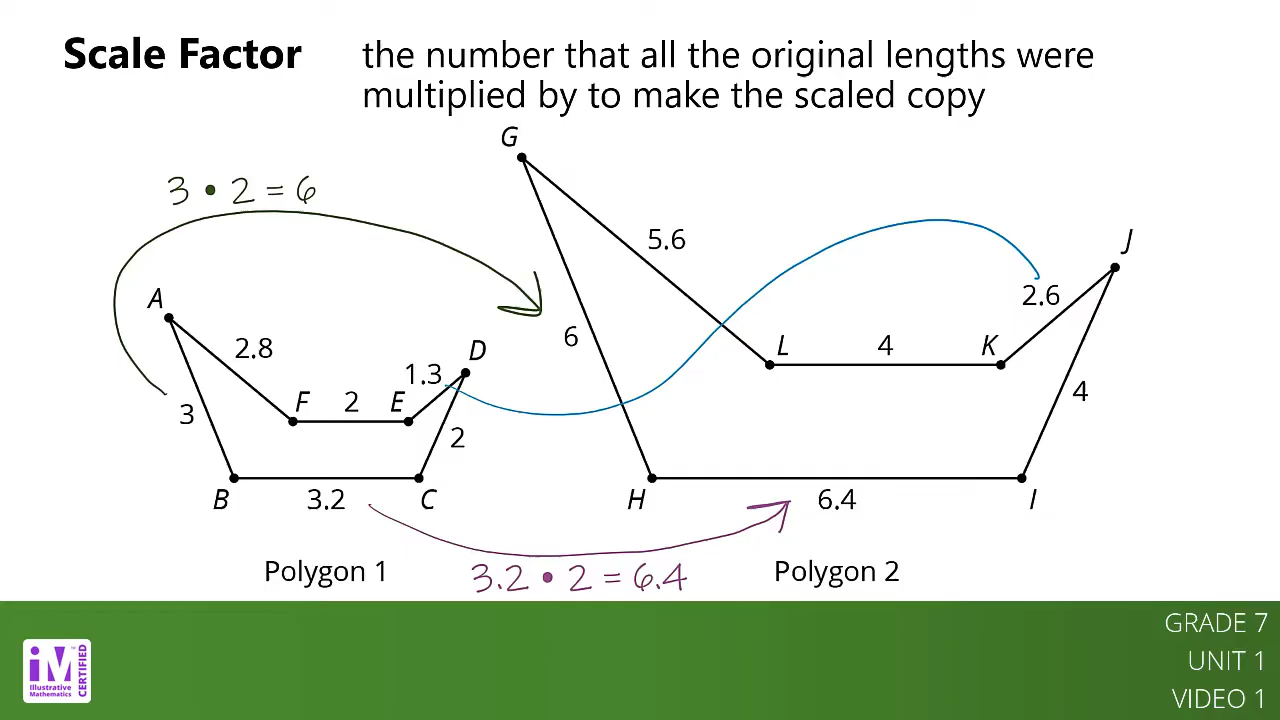 Scale Factor
the number that all the original lengths were
multiplied by to make the scaled copy
G
3 • 2 = 6
5.6
J
A
2.6
6
2.8
D
L
4
K
1.3
F
2
E
4
3
2
B
3.2
C
H
6.4
I
Polygon 1
3.2 • 2 = 6.4
Polygon 2
GRADE 7
UNIT 1
VIDEO 1
iM™
Illustrative
Mathematics
CERTIFIED